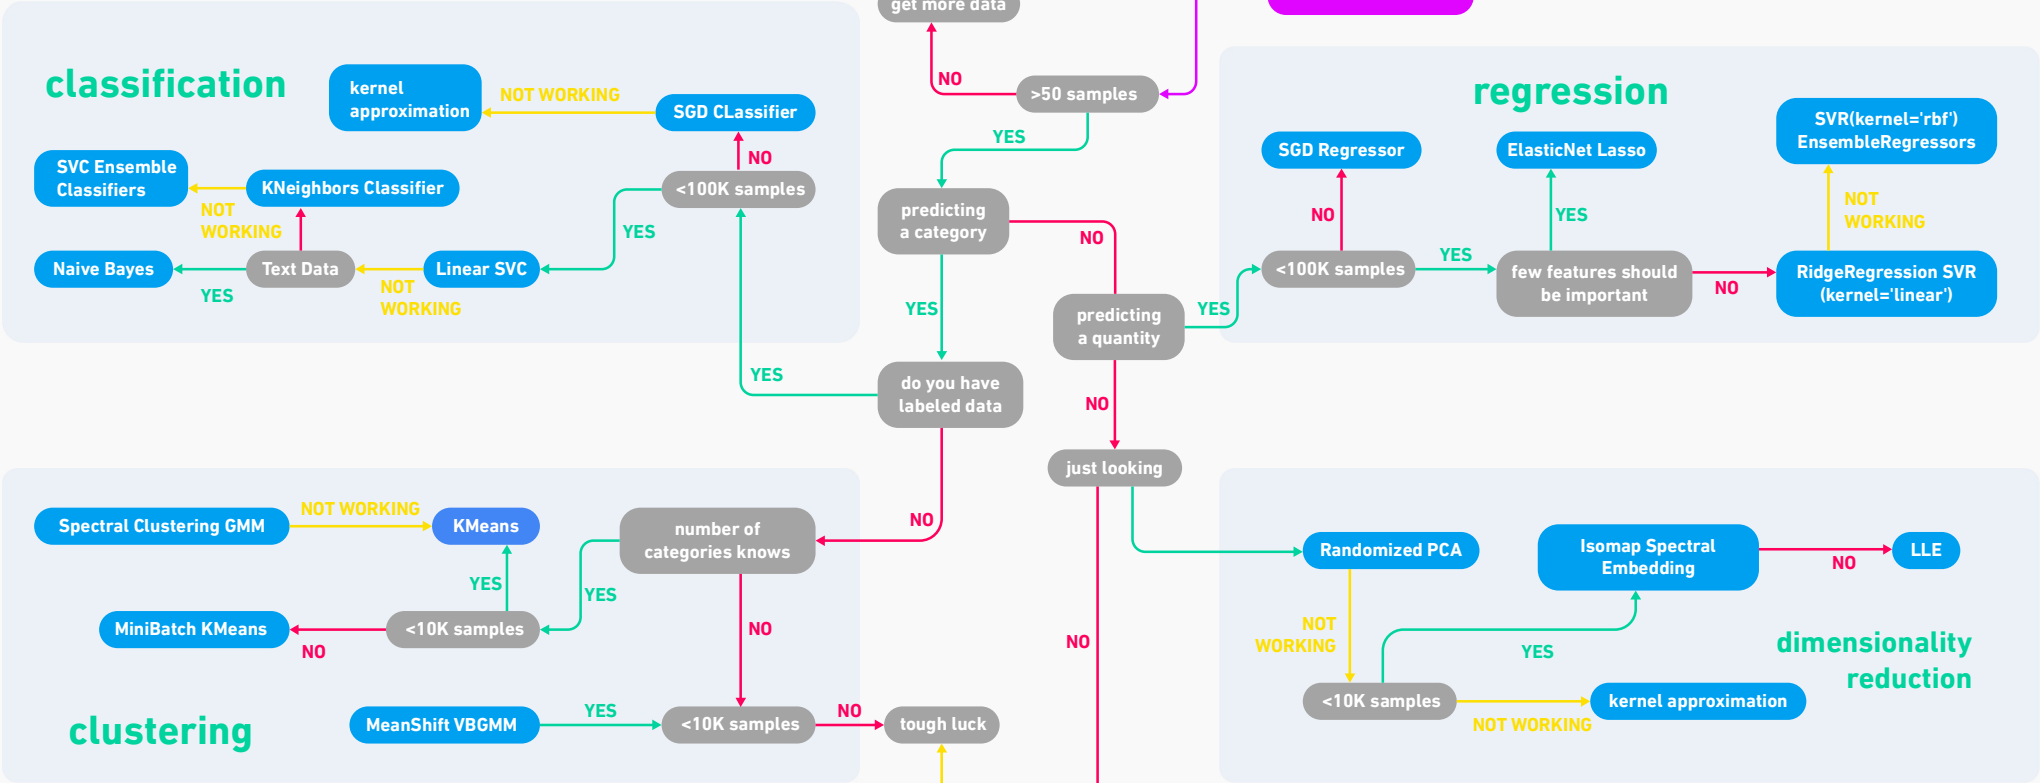 get more data
classification
kernel
approximation
NOT WORKING
SGD CLassifier
NO
>50 samples
NO
YES
regression
SVR(kernel='rbf')
EnsembleRegressors
SGD Regressor
ElasticNet Lasso
SVC Ensemble
Classifiers
KNeighbors Classifier
NOT
WORKING
<100K samples
YES
predicting
a category
NO
NO
YES
NOT
WORKING
Naive Bayes
YES
Text Data
NOT
WORKING
Linear SVC
YES
predicting
a quantity
YES
<100K samples
YES
few features should
be important
NO
RidgeRegression SVR
(kernel='linear')
YES
do you have
labeled data
NO
just looking
Spectral Clustering GMM
NOT WORKING
KMeans
number of
categories knows
NO
YES
YES
MiniBatch KMeans
NO
<10K samples
NO
NO
Randomized PCA
Isomap Spectral
Embedding
NO
LLE
NOT
WORKING
YES
dimensionality
reduction
clustering
MeanShift VBGMM
YES
<10K samples
NO
tough luck
<10K samples
NOT WORKING
kernel approximation